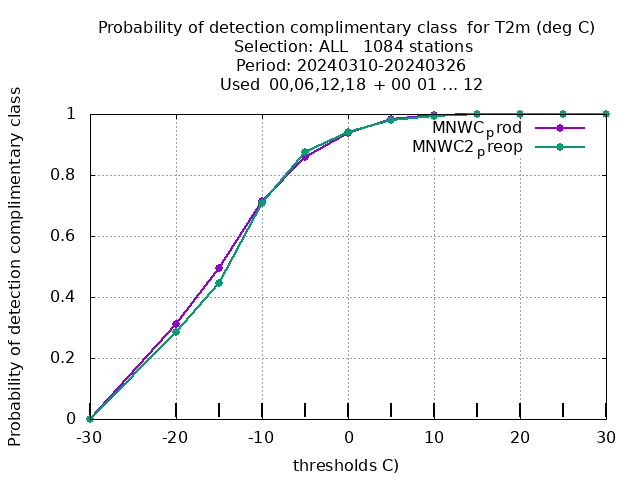 Probability of detection complimentary class  for T2m (deg C)
Selection: ALL   1084 stations
Period: 20240310-20240326
Used  00,06,12,18  + 00 01 ... 12
Probability of detection complimentary class
1
0.8
0.6
0.4
0.2
0
MNWCprod
MNWC2preop
-30
-20
-10
0
10
20
30
thresholds C)